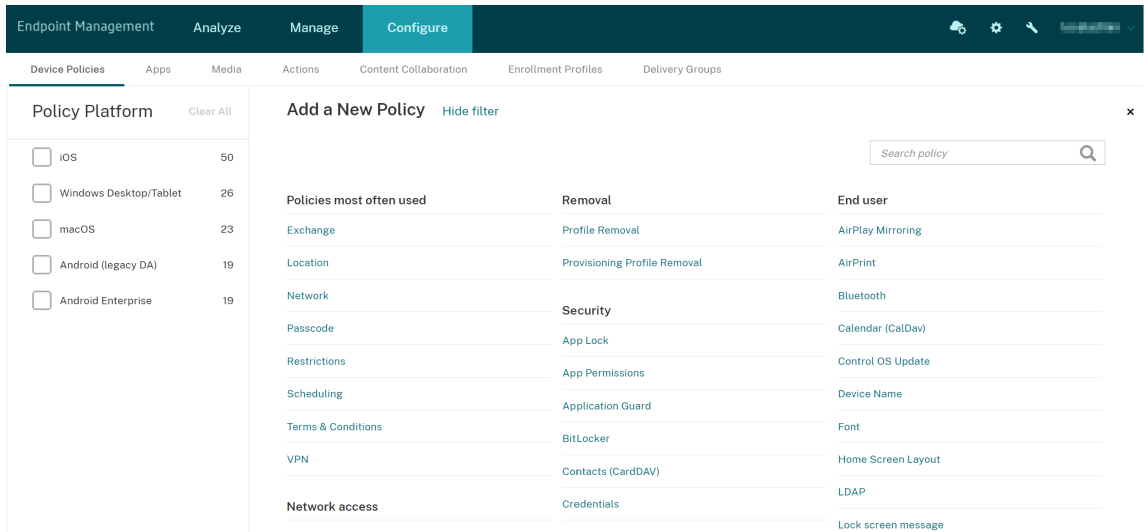 Endpoint Management
Analyze
Manage
Configure
Device Policies
Apps
Media
Actions
Content Collaboration
Enrollment Profiles
Delivery Groups
Policy Platform
Clear All
iOS 50
Windows Desktop/Tablet 26
macOS 23
Android (legacy DA) 19
Android Enterprise 19
Add a New Policy
Hide filter
×
Search policy
Policies most often used
Exchange
Location
Network
Passcode
Restrictions
Scheduling
Terms & Conditions
VPN
Network access
Removal
Profile Removal
Provisioning Profile Removal
Security
App Lock
App Permissions
Application Guard
BitLocker
Contacts (CardDAV)
Credentials
End user
AirPlay Mirroring
AirPrint
Bluetooth
Calendar (CalDav)
Control OS Update
Device Name
Font
Home Screen Layout
LDAP
Lock screen message